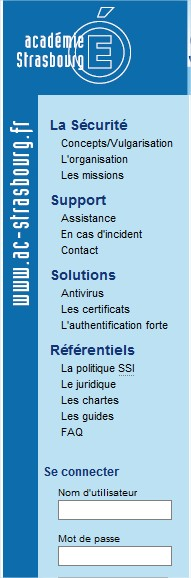 académie
Strasbourg
É
www.ac-strasbourg.fr
La Sécurité
Concepts/Vulgarisation
L'organisation
Les missions
Support
Assistance
En cas d'incident
Contact
Solutions
Antivirus
Les certificats
L'authentification forte
Référentiels
La politique SSI
Le juridique
Les chartes
Les guides
FAQ
Se connecter
Nom d'utilisateur
Mot de passe